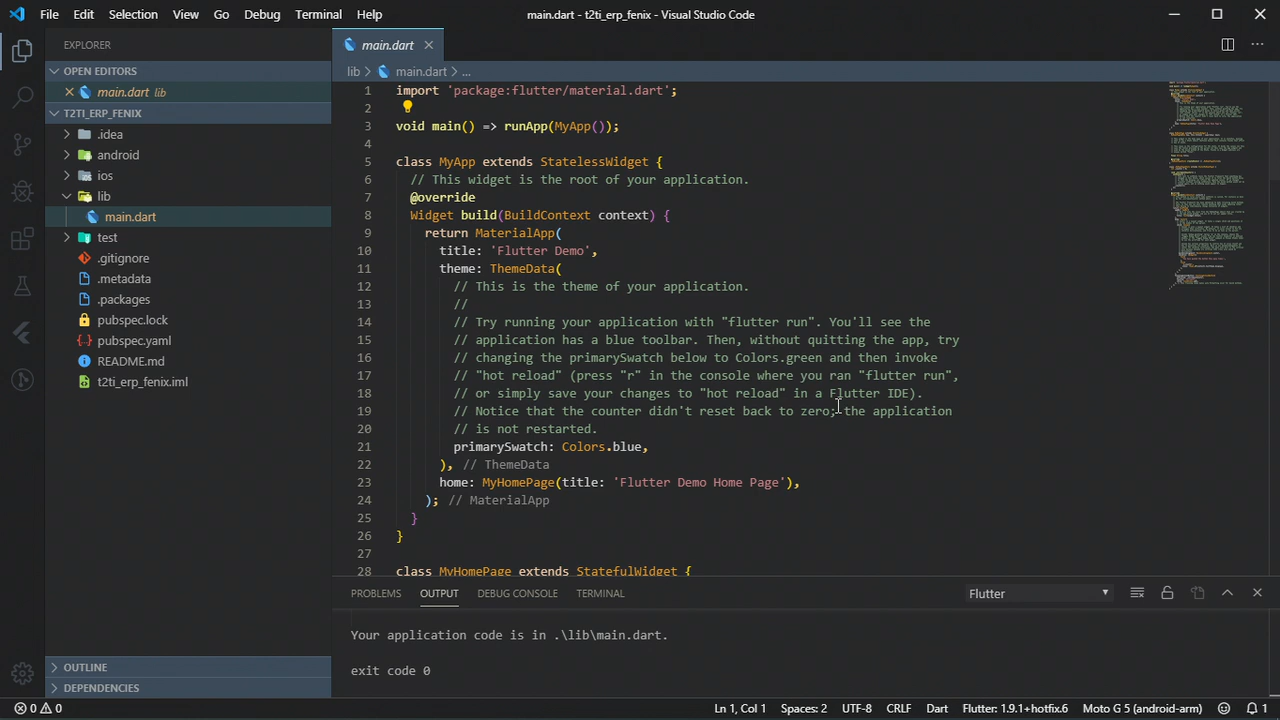 File Edit Selection View Go Debug Terminal Help
main.dart - t2ti_erp_fenix - Visual Studio Code
EXPLORER
OPEN EDITORS
main.dart lib
T2TI_ERP_FENIX
.idea
android
ios
lib
main.dart
test
.gitignore
.metadata
.packages
pubspec.lock
pubspec.yaml
README.md
t2ti_erp_fenix.iml
OUTLINE
DEPENDENCIES
main.dart
lib > main.dart > ...
1 import 'package:flutter/material.dart';
2
3 void main() => runApp(MyApp());
4
5 class MyApp extends StatelessWidget {
6 // This widget is the root of your application.
7 @override
8 Widget build(BuildContext context) {
9 return MaterialApp(
10 title: 'Flutter Demo',
11 theme: ThemeData(
12 // This is the theme of your application.
13 //
14 // Try running your application with "flutter run". You'll see the
15 // application has a blue toolbar. Then, without quitting the app, try
16 // changing the primarySwatch below to Colors.green and then invoke
17 // "hot reload" (press "r" in the console where you ran "flutter run",
18 // or simply save your changes to "hot reload" in a Flutter IDE).
19 // Notice that the counter didn't reset back to zero; the application
20 // is not restarted.
21 primarySwatch: Colors.blue,
22 ), // ThemeData
23 home: MyHomePage(title: 'Flutter Demo Home Page'),
24 ); // MaterialApp
25 }
26 }
27
28 class MyHomePage extends StatefulWidget {
PROBLEMS OUTPUT DEBUG CONSOLE TERMINAL
Flutter
Your application code is in .\lib\main.dart.
exit code 0
0 0
Ln 1, Col 1 Spaces: 2 UTF-8 CRLF Dart Flutter: 1.9.1+hotfix.6 Moto G 5 (android-arm) 1